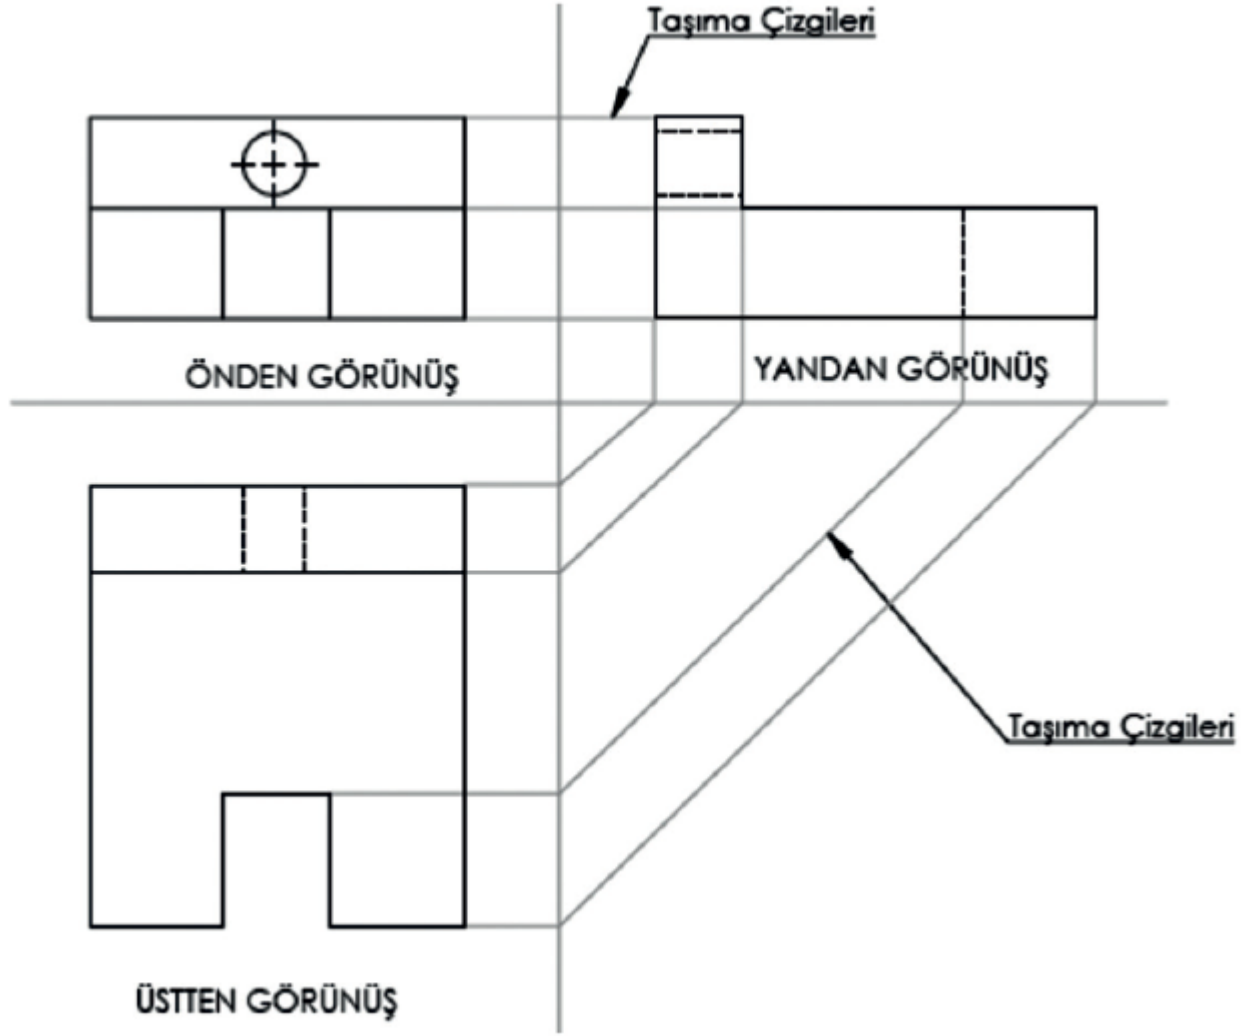 Taşıma Çizgileri
ÖNDEN GÖRÜNÜŞ
YANDAN GÖRÜNÜŞ
Taşıma Çizgileri
ÜSTTEN GÖRÜNÜŞ